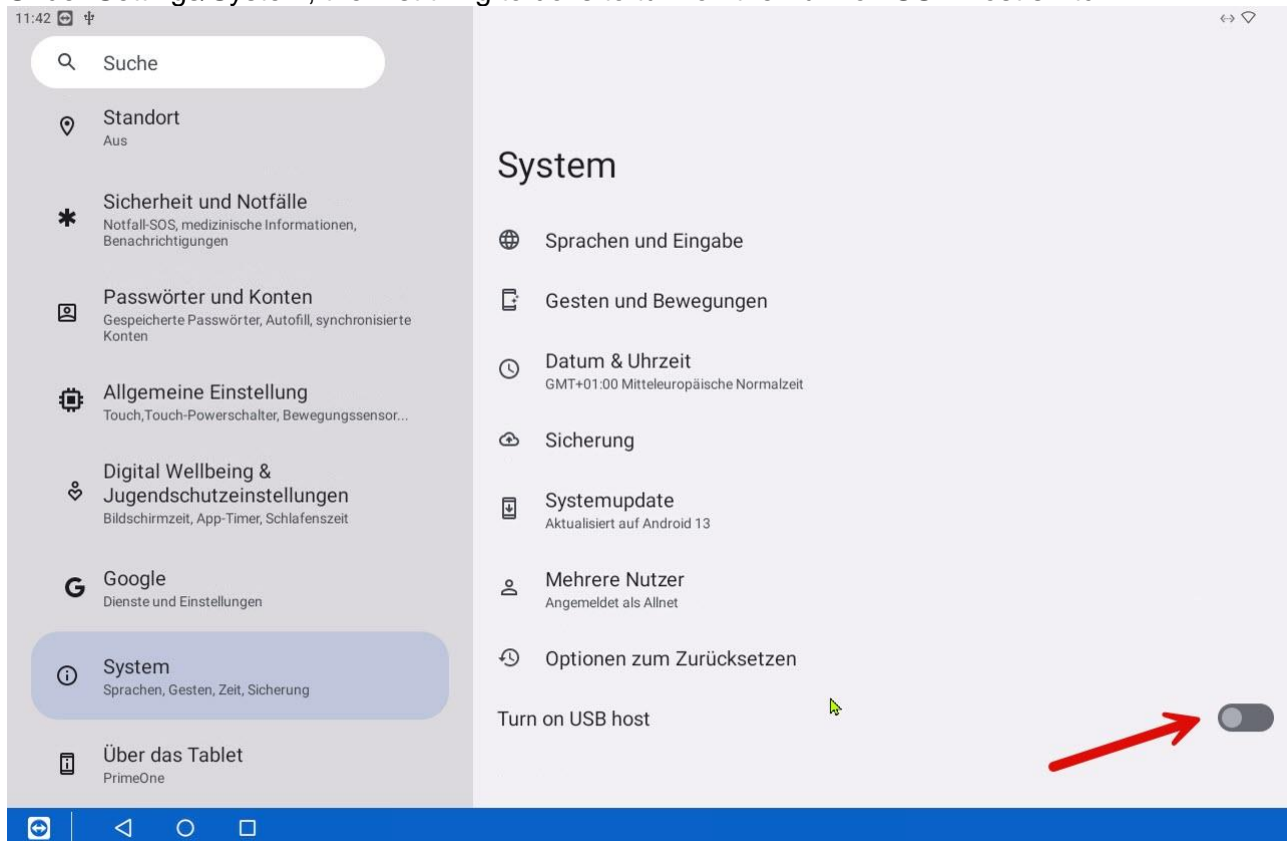 11:42
Suche
Standort
Aus
Sicherheit und Notfälle
Notfall-SOS, medizinische Informationen,
Benachrichtigungen
Passwörter und Konten
Gespeicherte Passwörter, Autofill, synchronisierte
Konten
Allgemeine Einstellung
Touch,Touch-Powerschalter, Bewegungssensor...
Digital Wellbeing &
Jugendschutzeinstellungen
Bildschirmzeit, App-Timer, Schlafenszeit
Google
Dienste und Einstellungen
System
Sprachen, Gesten, Zeit, Sicherung
Über das Tablet
PrimeOne
System
Sprachen und Eingabe
Gesten und Bewegungen
Datum & Uhrzeit
GMT+01:00 Mitteleuropäische Normalzeit
Sicherung
Systemupdate
Aktualisiert auf Android 13
Mehrere Nutzer
Angemeldet als Allnet
Optionen zum Zurücksetzen
Turn on USB host